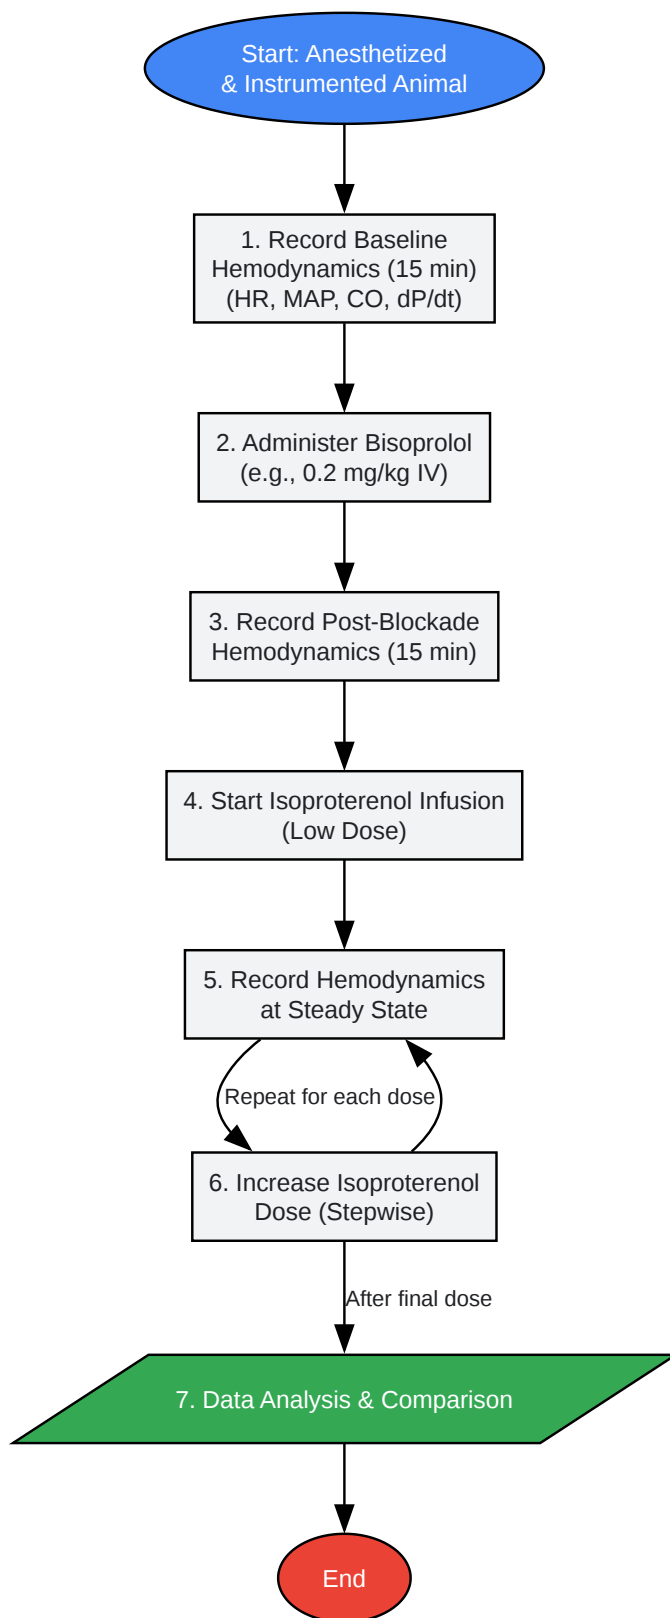 Start: Anesthetized
& Instrumented Animal
1. Record Baseline
Hemodynamics (15 min)
(HR, MAP, CO, dP/dt)
2. Administer Bisoprolol
(e.g., 0.2 mg/kg IV)
3. Record Post-Blockade
Hemodynamics (15 min)
4. Start Isoproterenol Infusion
(Low Dose)
5. Record Hemodynamics
at Steady State
Repeat for each dose
6. Increase Isoproterenol
Dose (Stepwise)
After final dose
7. Data Analysis & Comparison
End